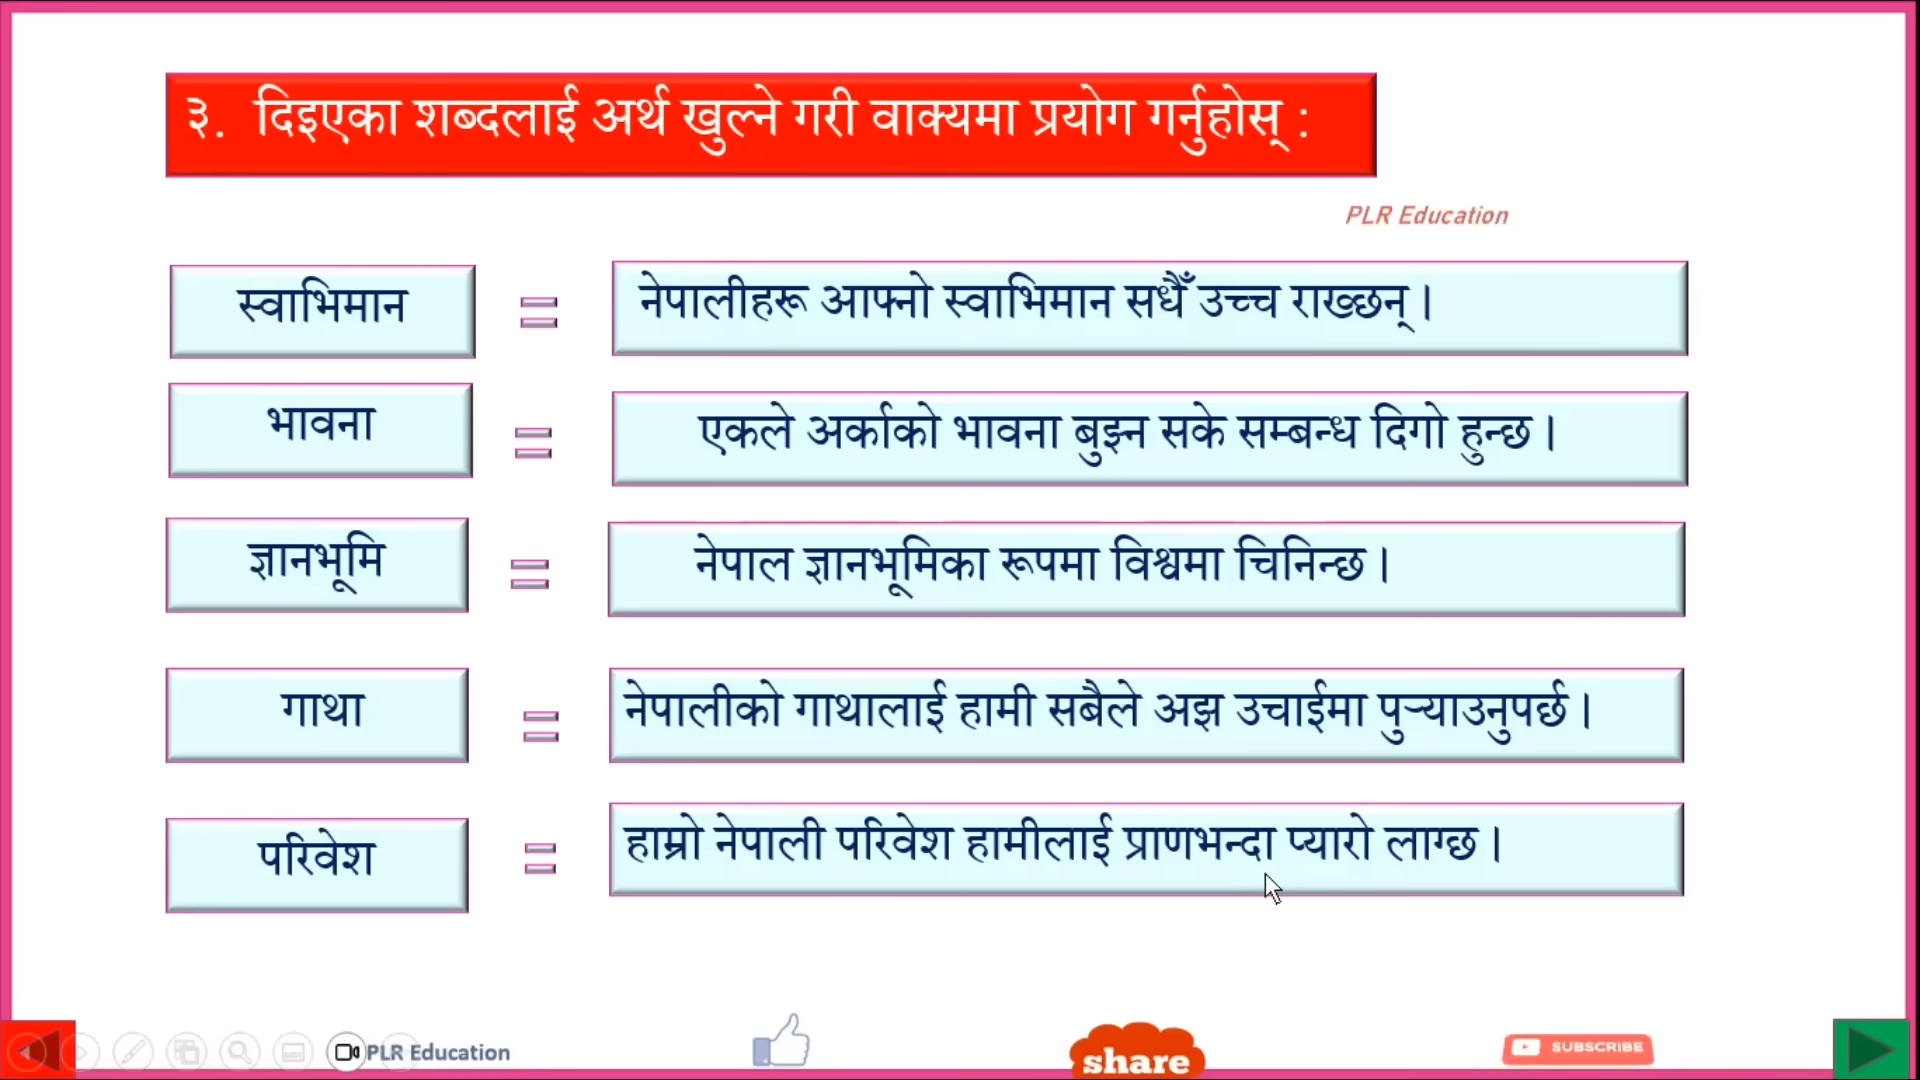 ३. दिइएका शब्दलाई अर्थ खुल्ने गरी वाक्यमा प्रयोग गर्नुहोस् :
PLR Education
स्वाभिमान = नेपालीहरू आफ्नो स्वाभिमान सधैँ उच्च राख्छन् ।
भावना = एकले अर्काको भावना बुझ्न सके सम्बन्ध दिगो हुन्छ ।
ज्ञानभूमि = नेपाल ज्ञानभूमिका रूपमा विश्वमा चिनिन्छ ।
गाथा = नेपालीको गाथालाई हामी सबैले अझ उचाईमा पुर्‍याउनुपर्छ ।
परिवेश = हाम्रो नेपाली परिवेश हामीलाई प्राणभन्दा प्यारो लाग्छ ।
PLR Education
share
SUBSCRIBE